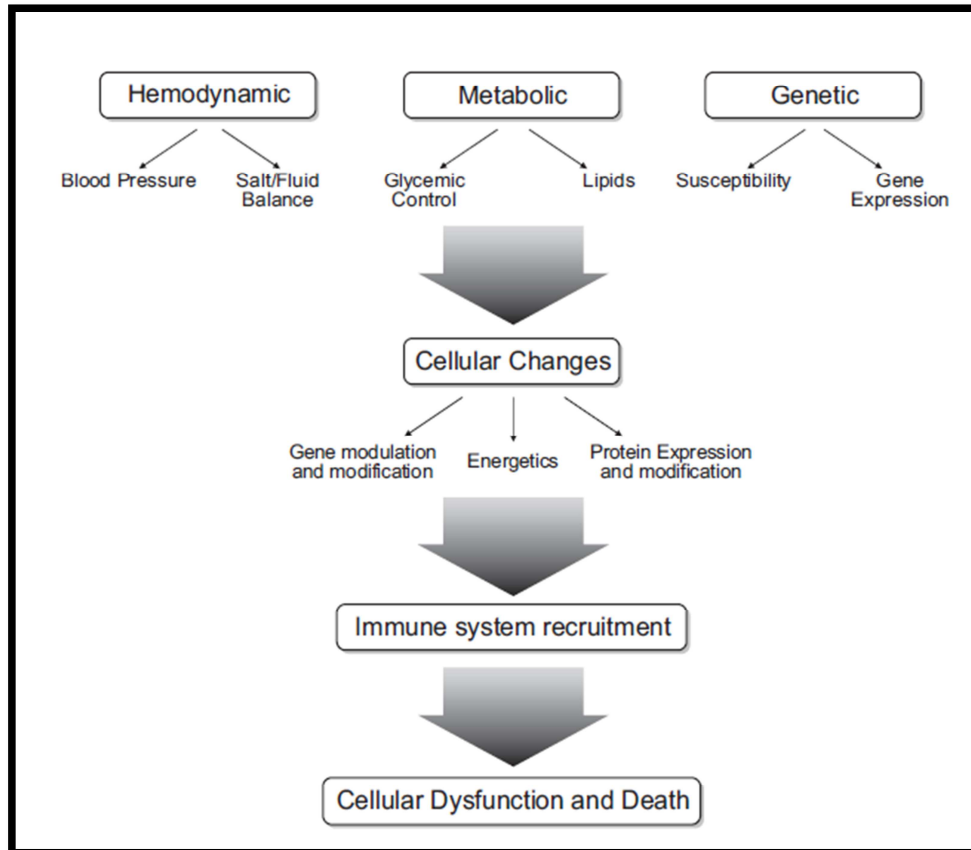 Hemodynamic
Metabolic
Genetic
Blood Pressure
Salt/Fluid
Balance
Glycemic
Control
Lipids
Susceptibility
Gene
Expression
Cellular Changes
Gene modulation
and modification
Energetics
Protein Expression
and modification
Immune system recruitment
Cellular Dysfunction and Death